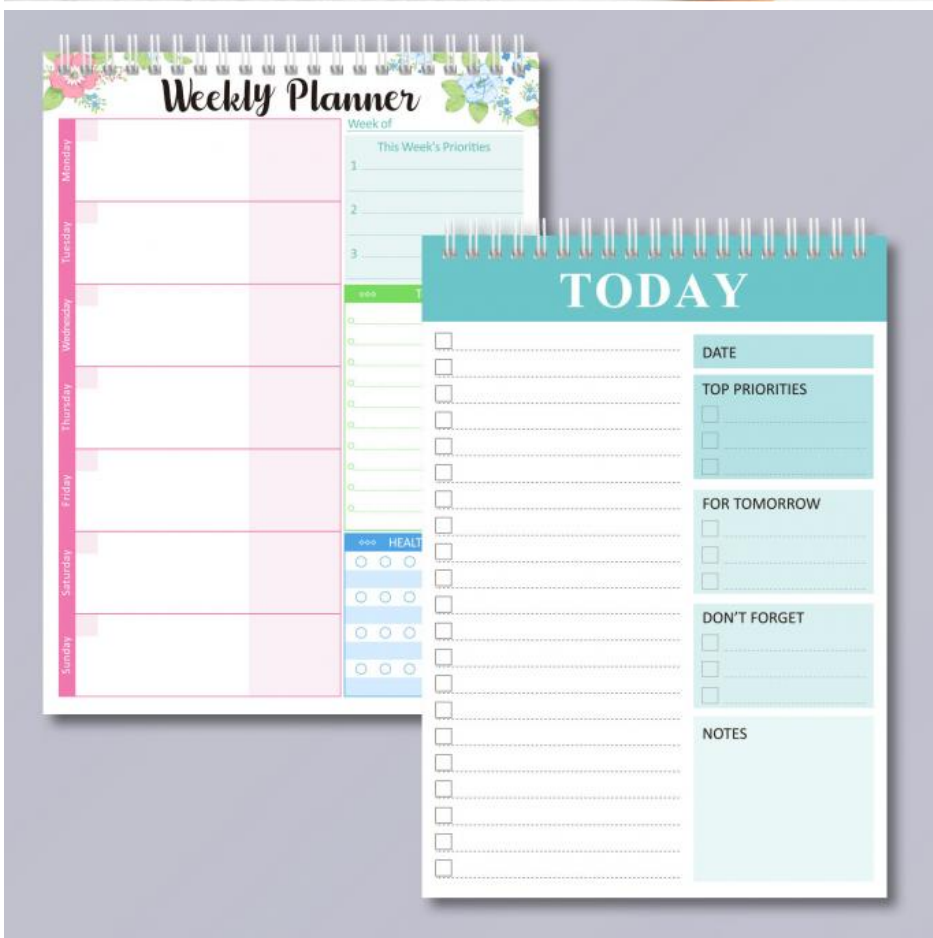 Weekly Planner
Week of
This Week's Priorities
1
2
3
Monday
Tuesday
Wednesday
Thursday
Friday
Saturday
Sunday
TODAY
DATE
TOP PRIORITIES
FOR TOMORROW
DON'T FORGET
NOTES